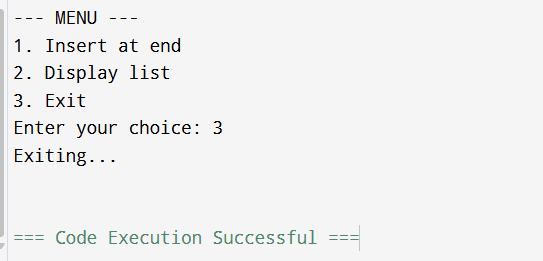 --- MENU ---
1. Insert at end
2. Display list
3. Exit
Enter your choice: 3
Exiting...
=== Code Execution Successful ===